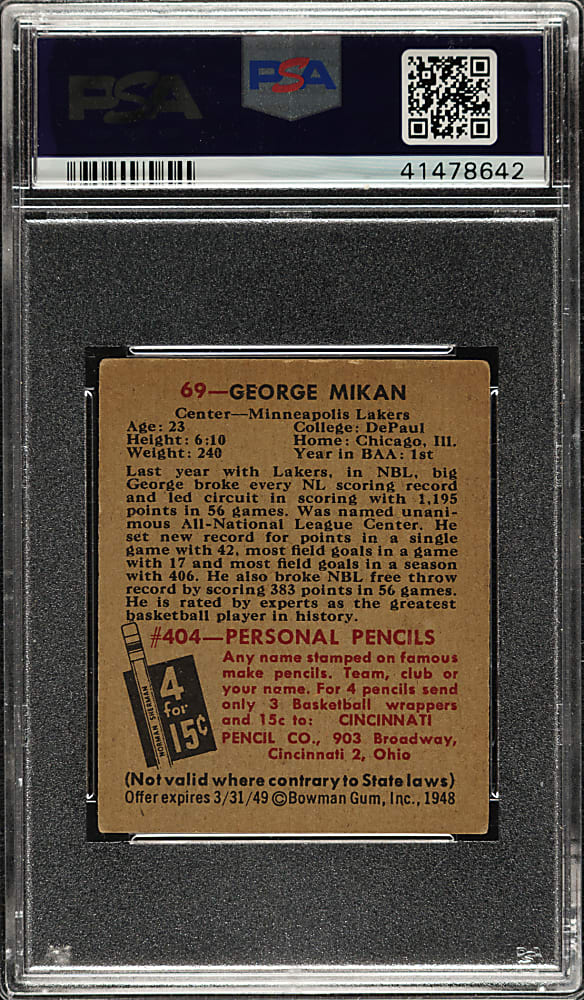 PSA
PSA
41478642
69—GEORGE MIKAN
Center—Minneapolis Lakers
Age: 23 College: DePaul
Height: 6:10 Home: Chicago, Ill.
Weight: 240 Year in BAA: 1st
Last year with Lakers, in NBL, big
George broke every NL scoring record
and led circuit in scoring with 1,195
points in 56 games. Was named unani-
mous All-National League Center. He
set new record for points in a single
game with 42, most field goals in a game
with 17 and most field goals in a season
with 406. He also broke NBL free throw
record by scoring 383 points in 56 games.
He is rated by experts as the greatest
basketball player in history.
#404—PERSONAL PENCILS
NORMAN SHERMAN
4
for
15¢
Any name stamped on famous
make pencils. Team, club or
your name. For 4 pencils send
only 3 Basketball wrappers
and 15c to: CINCINNATI
PENCIL CO., 903 Broadway,
Cincinnati 2, Ohio
(Not valid where contrary to State laws)
Offer expires 3/31/49 ©Bowman Gum, Inc., 1948
PSA